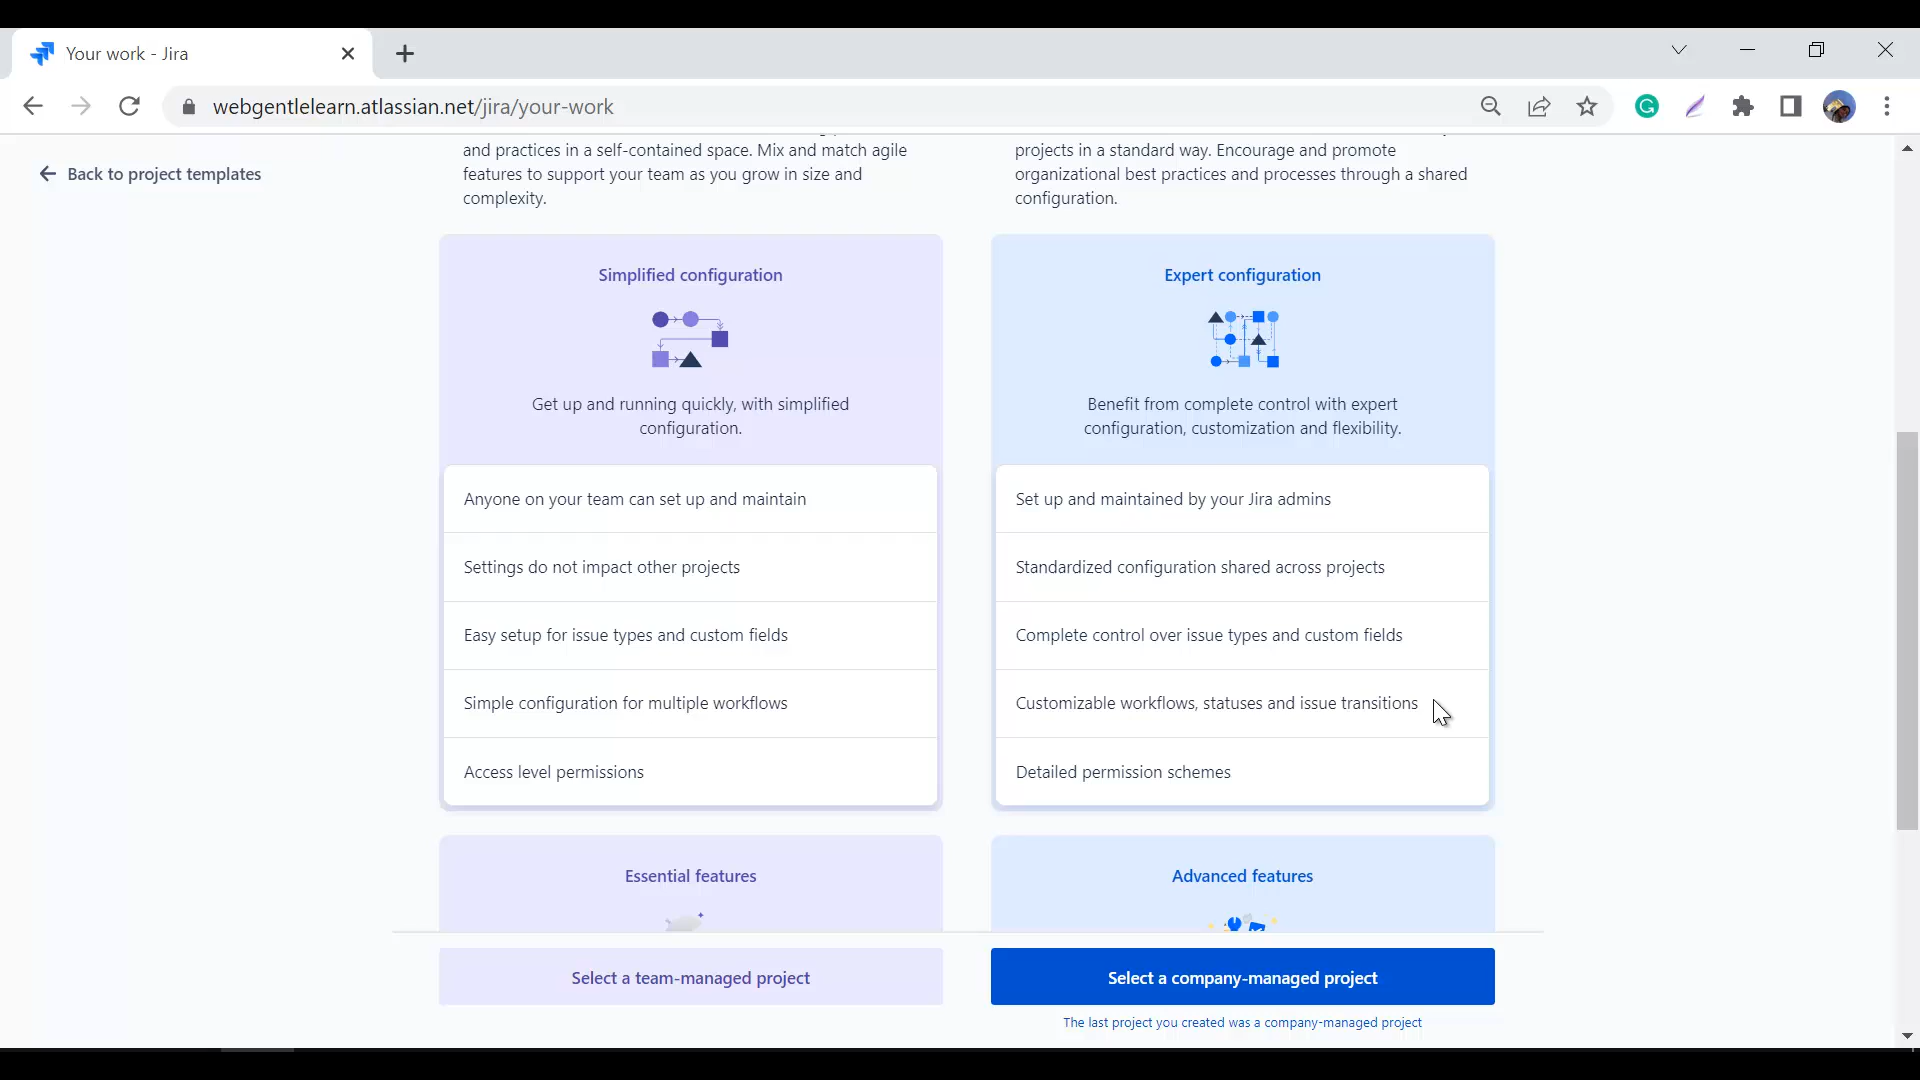 Your work - Jira
webgentlelearn.atlassian.net/jira/your-work
Back to project templates
and practices in a self-contained space. Mix and match agile
features to support your team as you grow in size and
complexity.
projects in a standard way. Encourage and promote
organizational best practices and processes through a shared
configuration.
Simplified configuration
Get up and running quickly, with simplified
configuration.
Anyone on your team can set up and maintain
Settings do not impact other projects
Easy setup for issue types and custom fields
Simple configuration for multiple workflows
Access level permissions
Expert configuration
Benefit from complete control with expert
configuration, customization and flexibility.
Set up and maintained by your Jira admins
Standardized configuration shared across projects
Complete control over issue types and custom fields
Customizable workflows, statuses and issue transitions
Detailed permission schemes
Essential features
Advanced features
Select a team-managed project
Select a company-managed project
The last project you created was a company-managed project